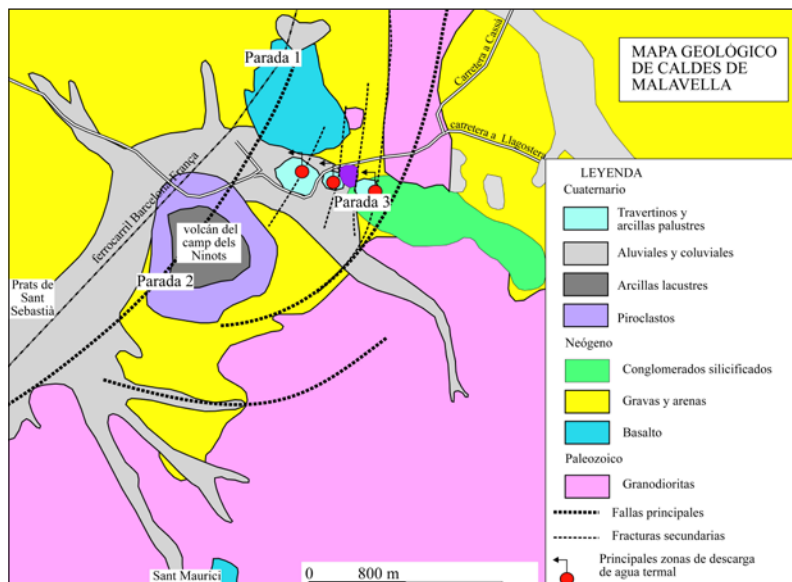 MAPA GEOLÓGICO
DE CALDES DE
MALAVELLA
Parada 1
Carretera a Cassà
carretera a Llagostera
ferrocarril Barcelona França
volcán del
camp dels
Ninots
Parada 3
Parada 2
Prats de
Sant
Sebastià
Sant Maurici
0 800 m
LEYENDA
Cuaternario
Travertinos y
arcillas palustres
Aluviales y coluviales
Arcillas lacustres
Piroclastos
Neógeno
Conglomerados silicificados
Gravas y arenas
Basalto
Paleozoico
Granodioritas
Fallas principales
Fracturas secundarias
Principales zonas de descarga
de agua termal